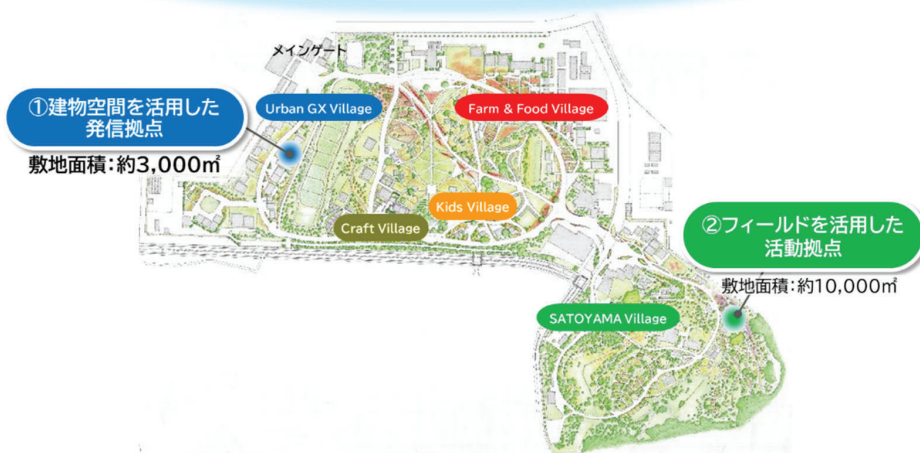 メインゲート
①建物空間を活用した
発信拠点
敷地面積：約3,000㎡
Urban GX Village
Farm & Food Village
Kids Village
Craft Village
②フィールドを活用した
活動拠点
敷地面積：約10,000㎡
SATOYAMA Village